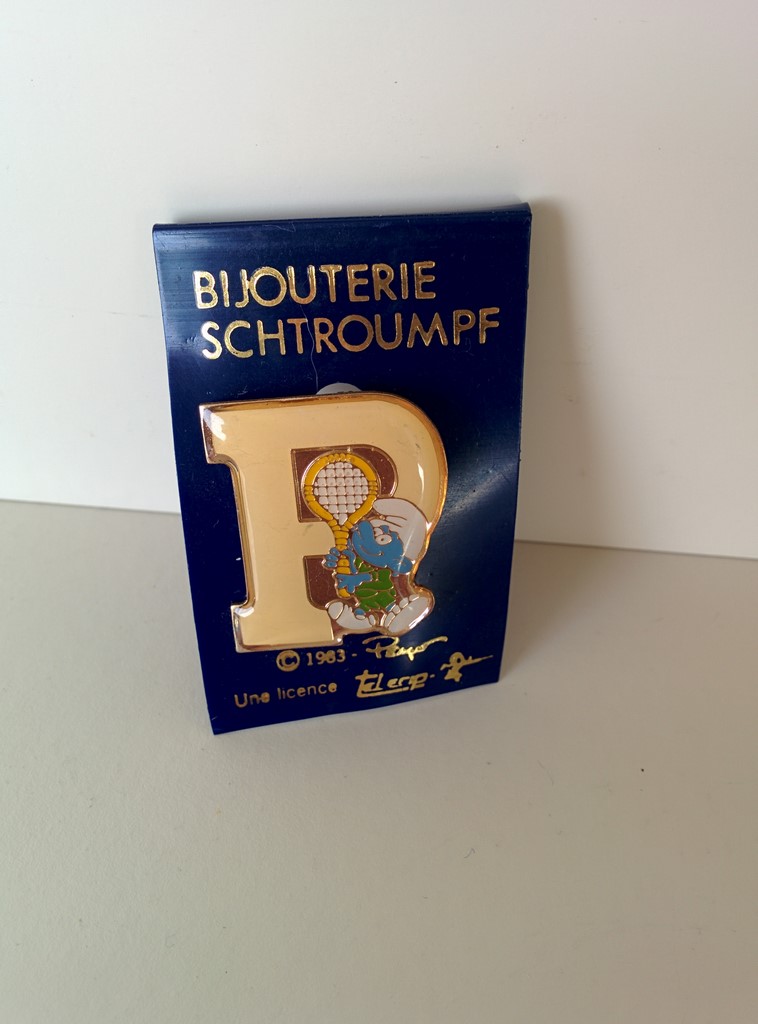 BIJOUTERIE
SCHTROUMPF
R
© 1983 - Peyo
Une licence